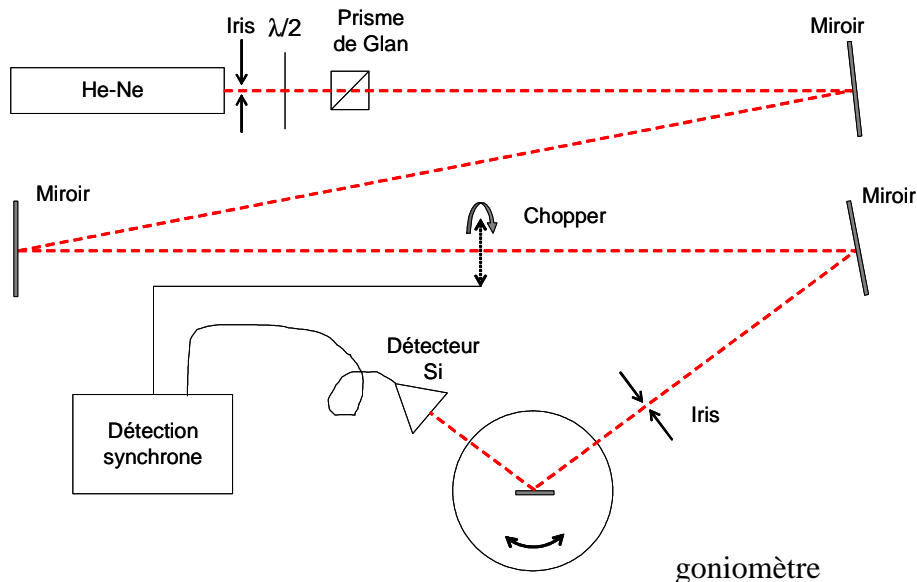 Iris
λ/2
Prisme
de Glan
Miroir
He-Ne
Miroir
Chopper
Miroir
Détecteur
Si
Iris
Détection
synchrone
goniomètre